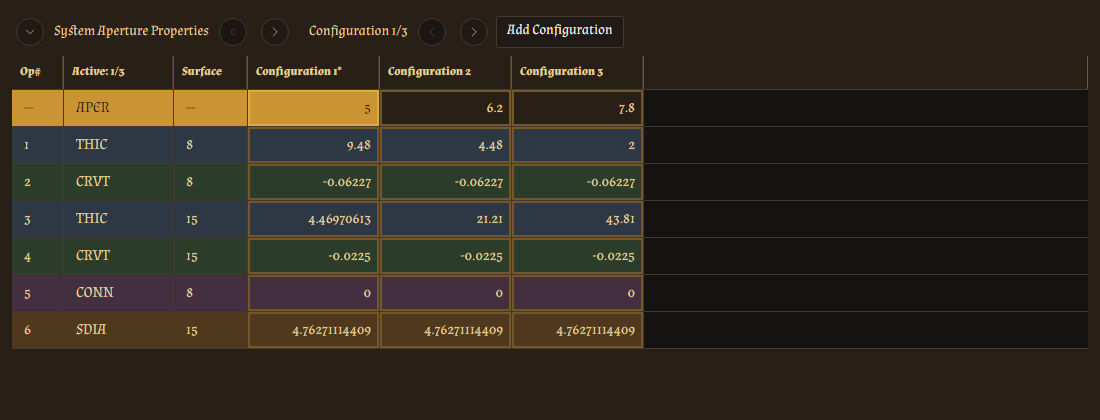 System Aperture Properties Configuration 1/3 Add Configuration
Op# Active: 1/3 Surface Configuration 1* Configuration 2 Configuration 3
— APER — 5 6.2 7.8
1 THIC 8 9.48 4.48 2
2 CRVT 8 -0.06227 -0.06227 -0.06227
3 THIC 15 4.46970613 21.21 43.81
4 CRVT 15 -0.0225 -0.0225 -0.0225
5 CONN 8 0 0 0
6 SDIA 15 4.76271114409 4.76271114409 4.76271114409